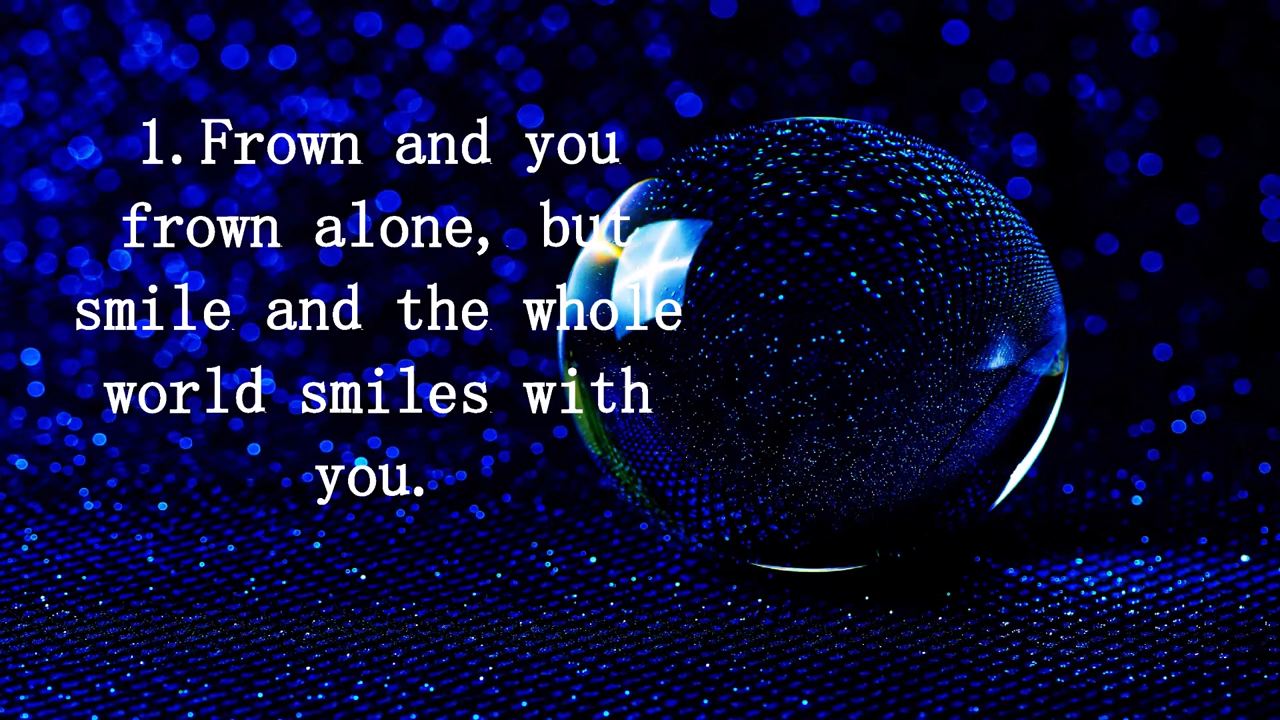 1. Frown and you
frown alone, but
smile and the whole
world smiles with
you.